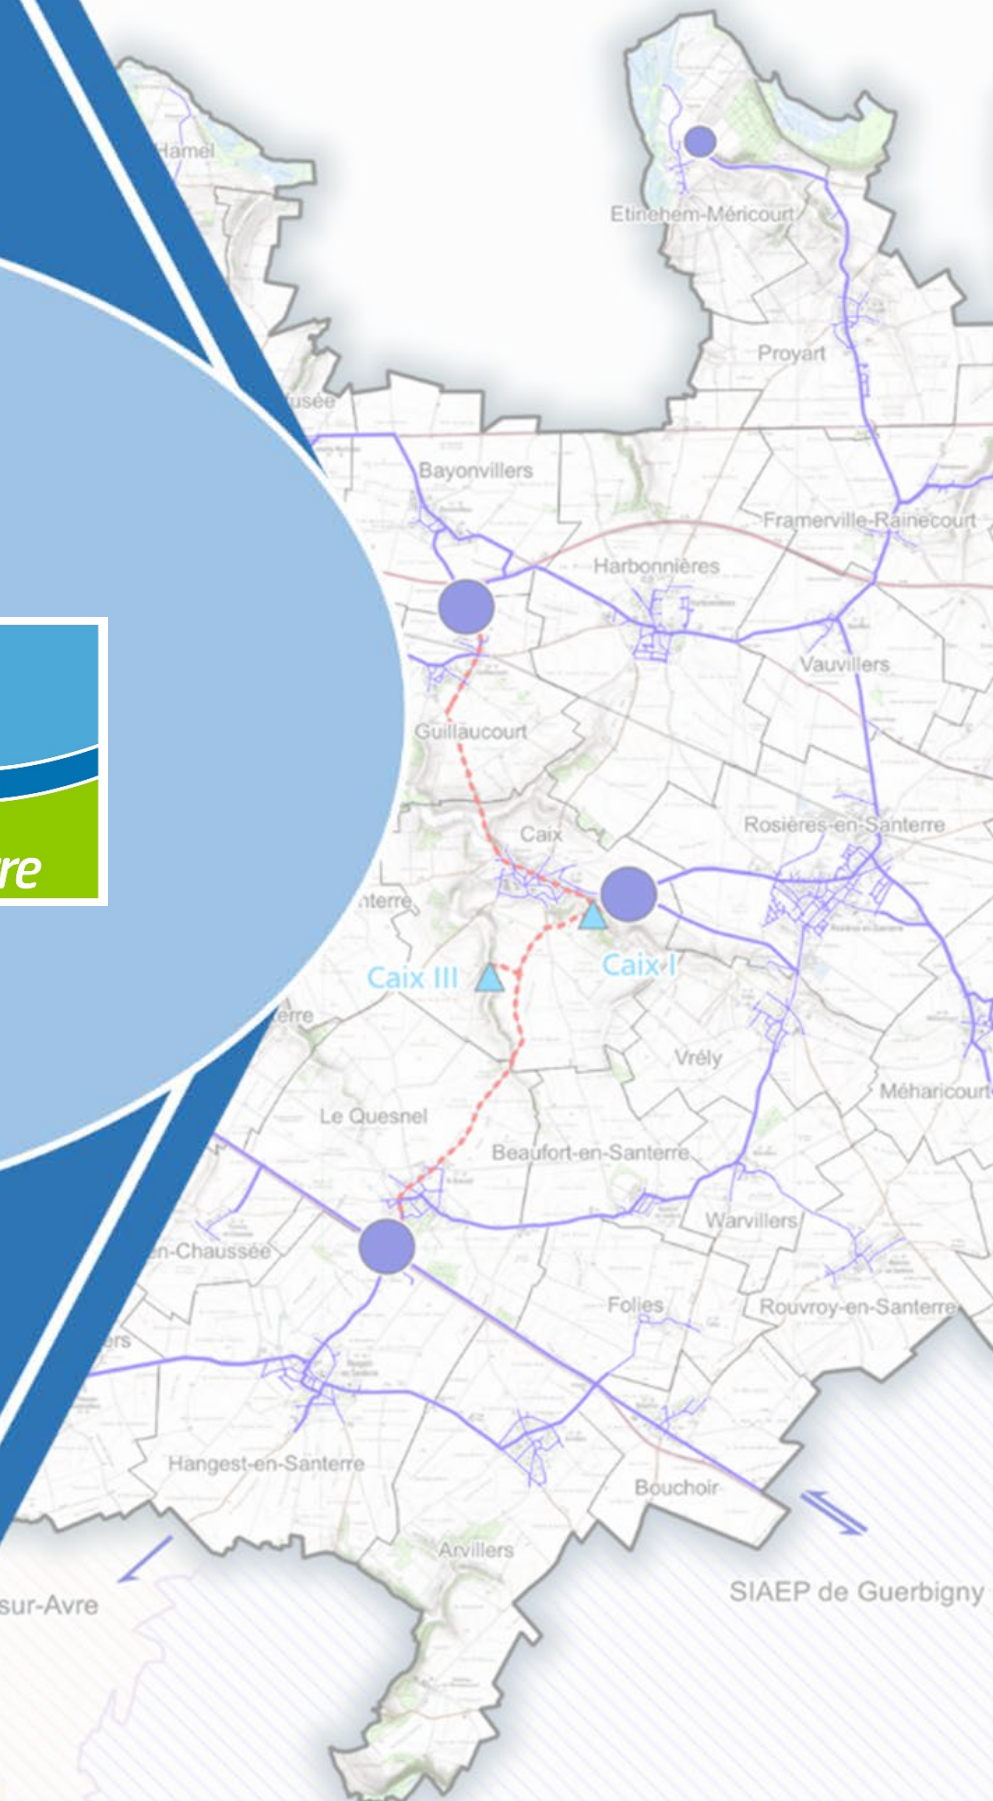 Hamel
Etinehem-Méricourt
Proyart
usée
Bayonvillers
Framerville-Rainecourt
Harbonnières
Vauvillers
Guillaucourt
Rosières-en-Santerre
Caix
re
nterre
Caix I
Caix III
erre
Vrély
Méharicourt
Le Quesnel
Beaufort-en-Santerre
Warvillers
en-Chaussée
Folies
Rouvroy-en-Santerre
ers
Hangest-en-Santerre
Bouchoir
Arvillers
SIAEP de Guerbigny
sur-Avre